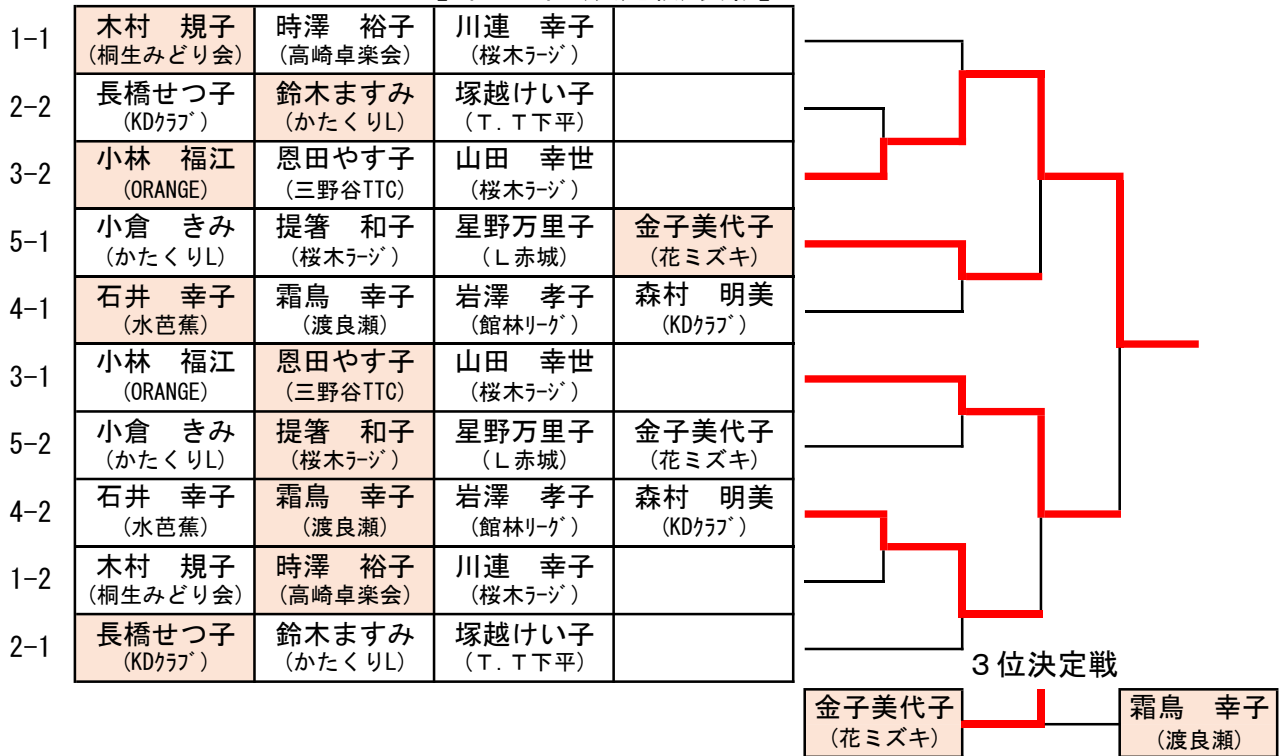 1-1 木村　規子 時澤　裕子 川連　幸子
(桐生みどり会) (高崎卓楽会) (桜木ﾗｰｼﾞ)
2-2 長橋せつ子 鈴木ますみ 塚越けい子
(KDｸﾗﾌﾞ) (かたくりL) (Ｔ.Ｔ下平)
3-2 小林　福江 恩田やす子 山田　幸世
(ORANGE) (三野谷TTC) (桜木ﾗｰｼﾞ)
5-1 小倉　きみ 提箸　和子 星野万里子 金子美代子
(かたくりL) (桜木ﾗｰｼﾞ) (Ｌ赤城) (花ミズキ)
4-1 石井　幸子 霜鳥　幸子 岩澤　孝子 森村　明美
(水芭蕉) (渡良瀬) (館林ﾘｰｸﾞ) (KDｸﾗﾌﾞ)
3-1 小林　福江 恩田やす子 山田　幸世
(ORANGE) (三野谷TTC) (桜木ﾗｰｼﾞ)
5-2 小倉　きみ 提箸　和子 星野万里子 金子美代子
(かたくりL) (桜木ﾗｰｼﾞ) (Ｌ赤城) (花ミズキ)
4-2 石井　幸子 霜鳥　幸子 岩澤　孝子 森村　明美
(水芭蕉) (渡良瀬) (館林ﾘｰｸﾞ) (KDｸﾗﾌﾞ)
1-2 木村　規子 時澤　裕子 川連　幸子
(桐生みどり会) (高崎卓楽会) (桜木ﾗｰｼﾞ)
2-1 長橋せつ子 鈴木ますみ 塚越けい子
(KDｸﾗﾌﾞ) (かたくりL) (Ｔ.Ｔ下平)
３位決定戦
金子美代子 霜鳥　幸子
(花ミズキ) (渡良瀬)